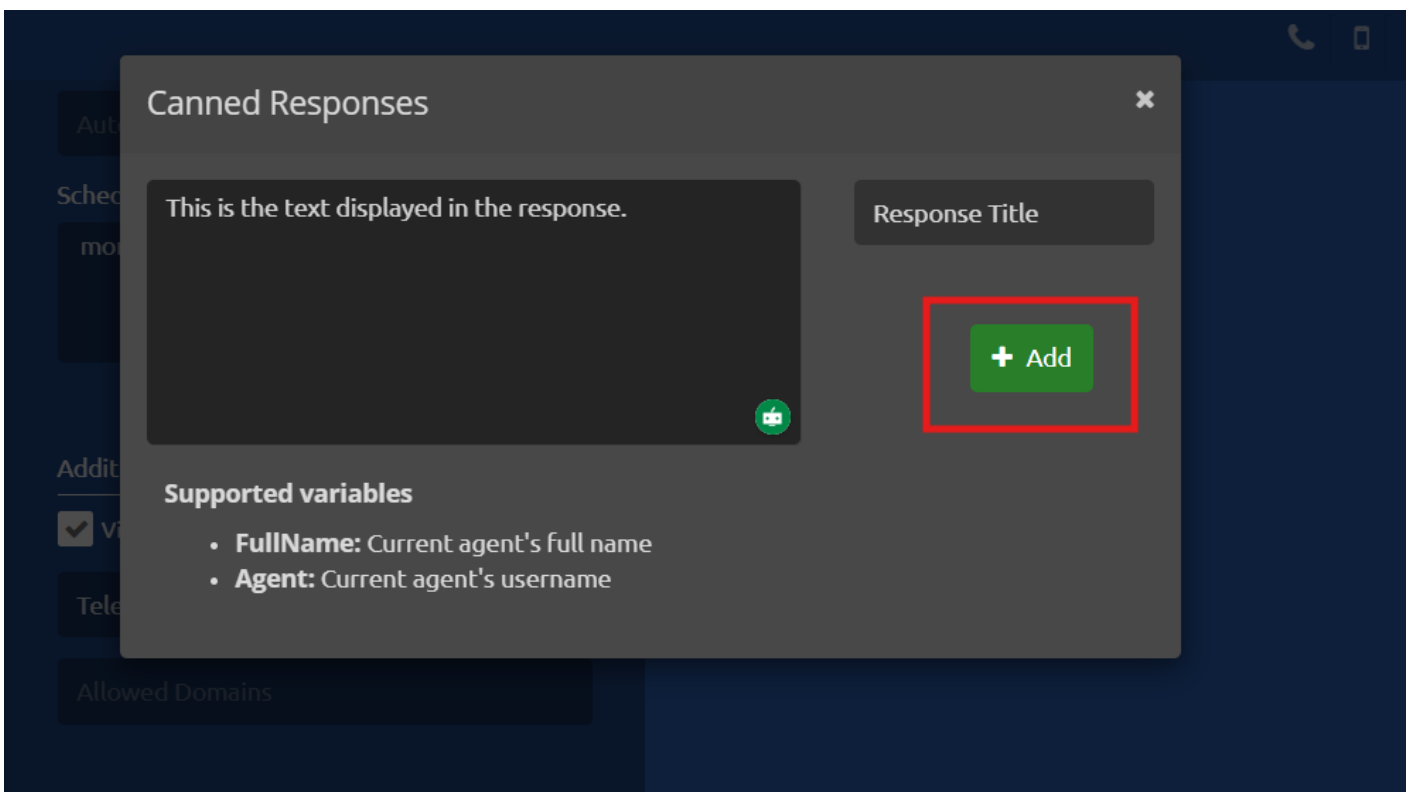 Canned Responses
This is the text displayed in the response.
Response Title
Add
Supported variables
FullName: Current agent's full name
Agent: Current agent's username
Allowed Domains